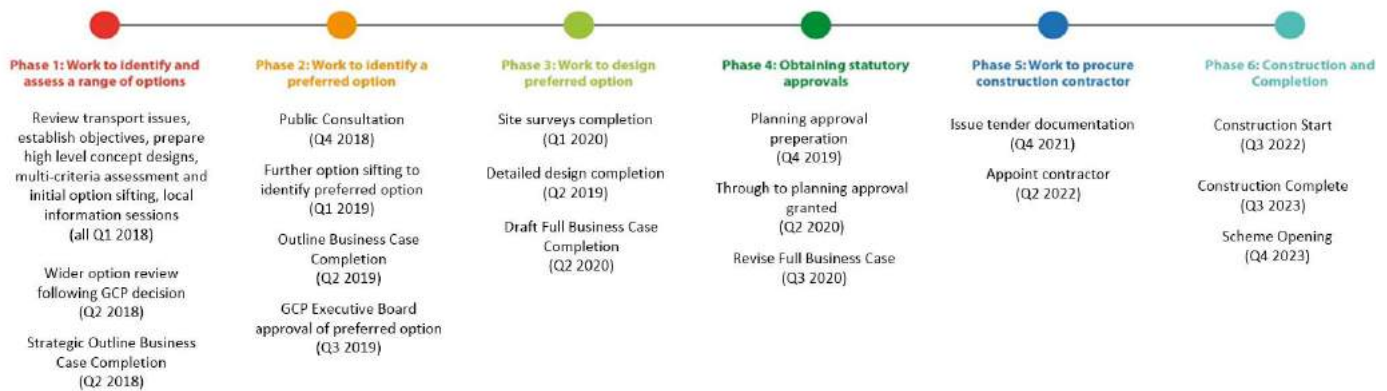 Phase 1: Work to identify and
assess a range of options
Review transport issues,
establish objectives, prepare
high level concept designs,
multi-criteria assessment and
initial option sifting, local
information sessions
(all Q1 2018)
Wider option review
following GCP decision
(Q2 2018)
Strategic Outline Business
Case Completion
(Q2 2018)
Phase 2: Work to identify a
preferred option
Public Consultation
(Q4 2018)
Further option sifting to
identify preferred option
(Q1 2019)
Outline Business Case
Completion
(Q2 2019)
GCP Executive Board
approval of preferred option
(Q3 2019)
Phase 3: Work to design
preferred option
Site surveys completion
(Q1 2020)
Detailed design completion
(Q2 2019)
Draft Full Business Case
Completion
(Q2 2020)
Phase 4: Obtaining statutory
approvals
Planning approval
preperation
(Q4 2019)
Through to planning approval
granted
(Q2 2020)
Revise Full Business Case
(Q3 2020)
Phase 5: Work to procure
construction contractor
Issue tender documentation
(Q4 2021)
Appoint contractor
(Q2 2022)
Phase 6: Construction and
Completion
Construction Start
(Q3 2022)
Construction Complete
(Q3 2023)
Scheme Opening
(Q4 2023)